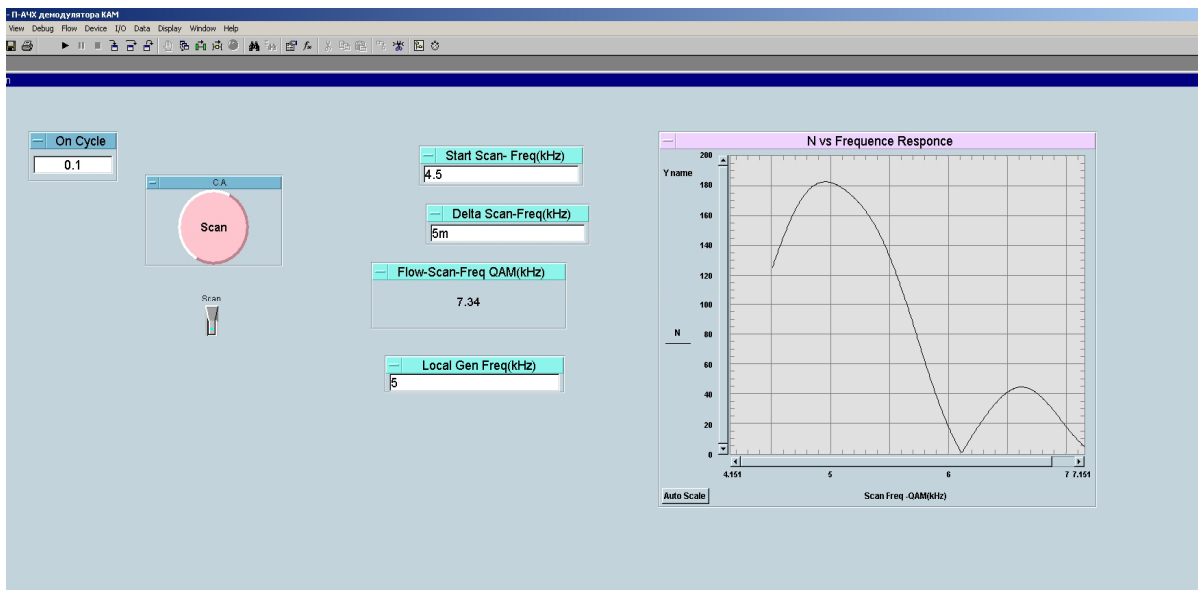 - П-АЧХ демодулятора КАМ
View Debug Flow Device I/O Data Display Window Help
п
On Cycle
0.1
C.A.
Scan
Scan
Start Scan- Freq(kHz)
4.5
Delta Scan-Freq(kHz)
5m
Flow-Scan-Freq QAM(kHz)
7.34
Local Gen Freq(kHz)
5
N vs Frequence Responce
Y name
N
200
180
160
140
120
100
80
60
40
20
0
4.151 5 6 7 7.151
Auto Scale
Scan Freq -QAM(kHz)